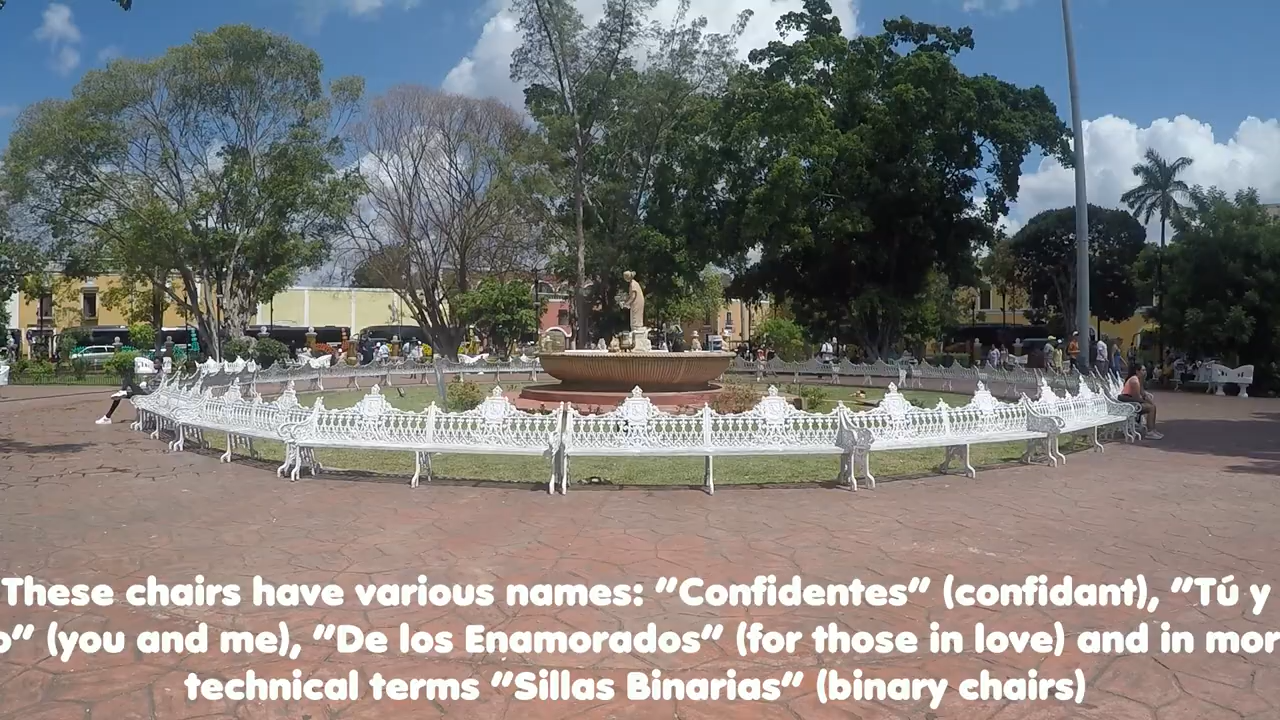 These chairs have various names: "Confidentes" (confidant), "Tú y
o" (you and me), "De los Enamorados" (for those in love) and in mor
technical terms "Sillas Binarias" (binary chairs)